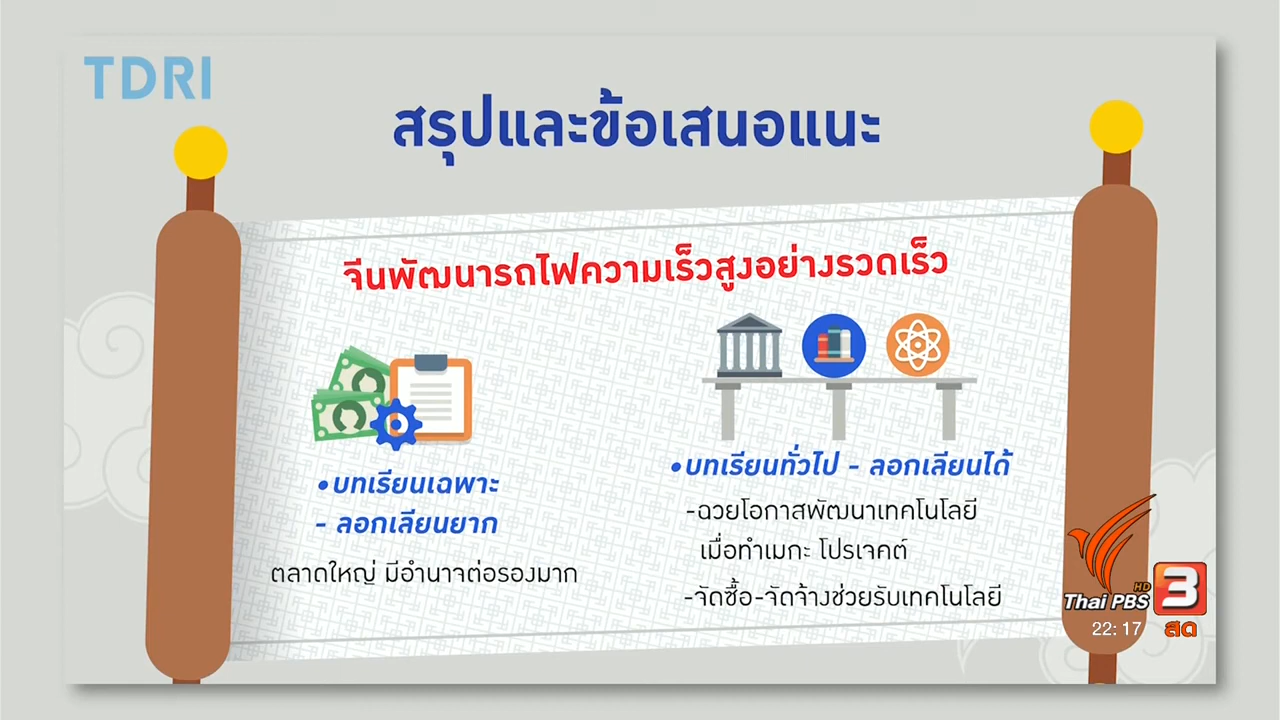 TDRI
สรุปและข้อเสนอแนะ
จีนพัฒนารถไฟความเร็วสูงอย่างรวดเร็ว
•บทเรียนเฉพาะ
- ลอกเลียนยาก
ตลาดใหญ่ มีอำนาจต่อรองมาก
•บทเรียนทั่วไป - ลอกเลียนได้
-ฉวยโอกาสพัฒนาเทคโนโลยี
เมื่อทำเมกะ โปรเจคต์
-จัดซื้อ-จัดจ้างช่วยรับเทคโนโลยี
Thai PBS HD 3
22:17 สด